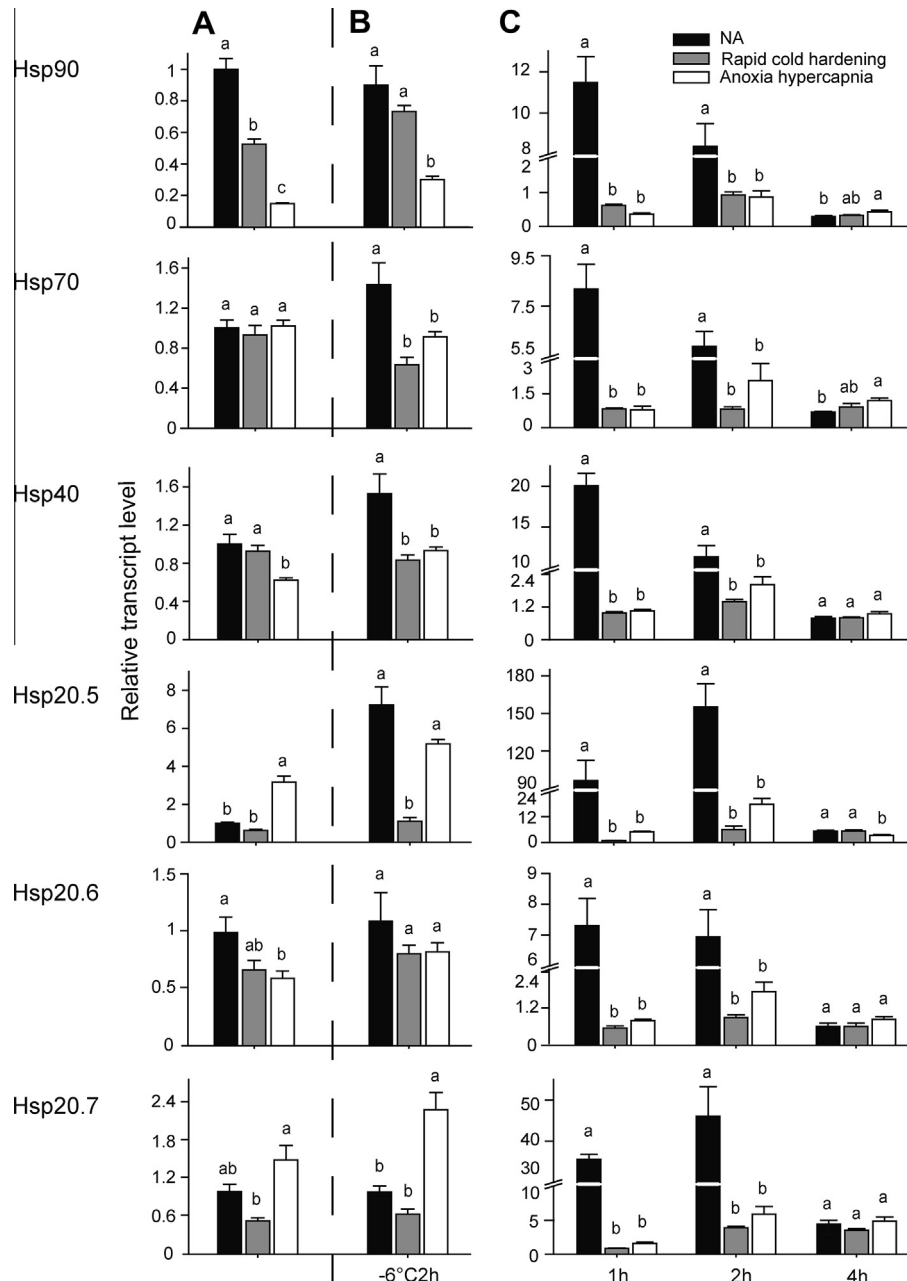 A B C
NA
Rapid cold hardening
Anoxia hypercapnia
Relative transcript level
Hsp90
a b c
1
0.8
0.6
0.4
0.2
0
a a b
a b b
a b b
b ab a
12
10
8
2
1
0
Hsp70
a a a
1.6
1.2
0.8
0.4
0
a b b
a b b
a b b
b ab a
9.5
7.5
5.5
3
1.5
0
Hsp40
a a b
1.6
1.2
0.8
0.4
0
a b b
a b b
a b b
a a a
20
15
10
2.4
1.2
0
Hsp20.5
b b a
8
6
4
2
0
a b a
a b b
a b b
a a b
180
150
120
90
24
12
0
Hsp20.6
a ab b
1.5
1
0.5
0
a a a
a b b
a b b
a a a
9
8
7
6
2.4
1.2
0
Hsp20.7
ab b a
2.4
1.8
1.2
0.6
0
b b a
a b b
a b b
a a a
50
40
30
10
5
0
-6°C2h 1h 2h 4h